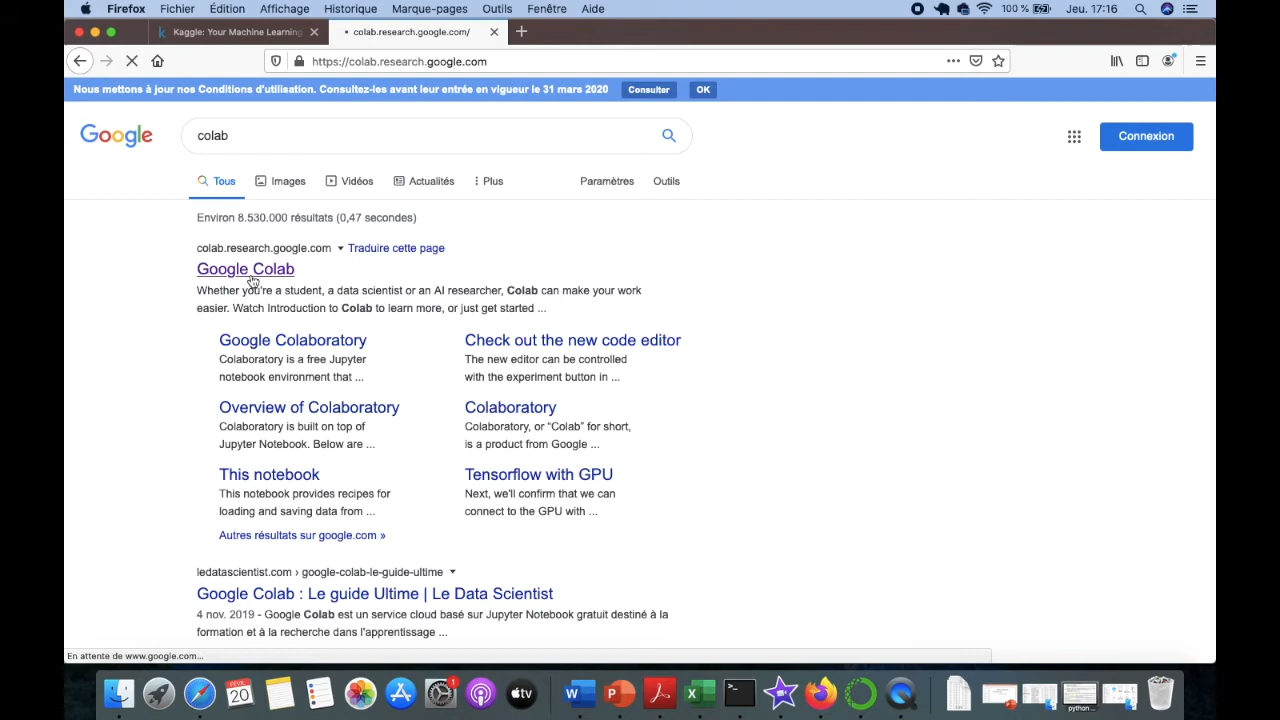 Firefox Fichier Édition Affichage Historique Marque-pages Outils Fenêtre Aide 100 % Jeu. 17:16
Kaggle: Your Machine Learning
colab.research.google.com/
https://colab.research.google.com
Nous mettons à jour nos Conditions d'utilisation. Consultez-les avant leur entrée en vigueur le 31 mars 2020 Consulter OK
Google colab Connexion
Tous Images Vidéos Actualités Plus Paramètres Outils
Environ 8.530.000 résultats (0,47 secondes)
colab.research.google.com Traduire cette page
Google Colab
Whether you're a student, a data scientist or an AI researcher, Colab can make your work
easier. Watch Introduction to Colab to learn more, or just get started ...
Google Colaboratory
Colaboratory is a free Jupyter
notebook environment that ...
Check out the new code editor
The new editor can be controlled
with the experiment button in ...
Overview of Colaboratory
Colaboratory is built on top of
Jupyter Notebook. Below are ...
Colaboratory
Colaboratory, or “Colab” for short,
is a product from Google ...
This notebook
This notebook provides recipes for
loading and saving data from ...
Tensorflow with GPU
Next, we'll confirm that we can
connect to the GPU with ...
Autres résultats sur google.com »
ledatascientist.com › google-colab-le-guide-ultime
Google Colab : Le guide Ultime | Le Data Scientist
4 nov. 2019 - Google Colab est un service cloud basé sur Jupyter Notebook gratuit destiné à la
formation et à la recherche dans l'apprentissage ...
En attente de www.google.com...
FÉVR.
20
1
tv
W
P
X
python ...